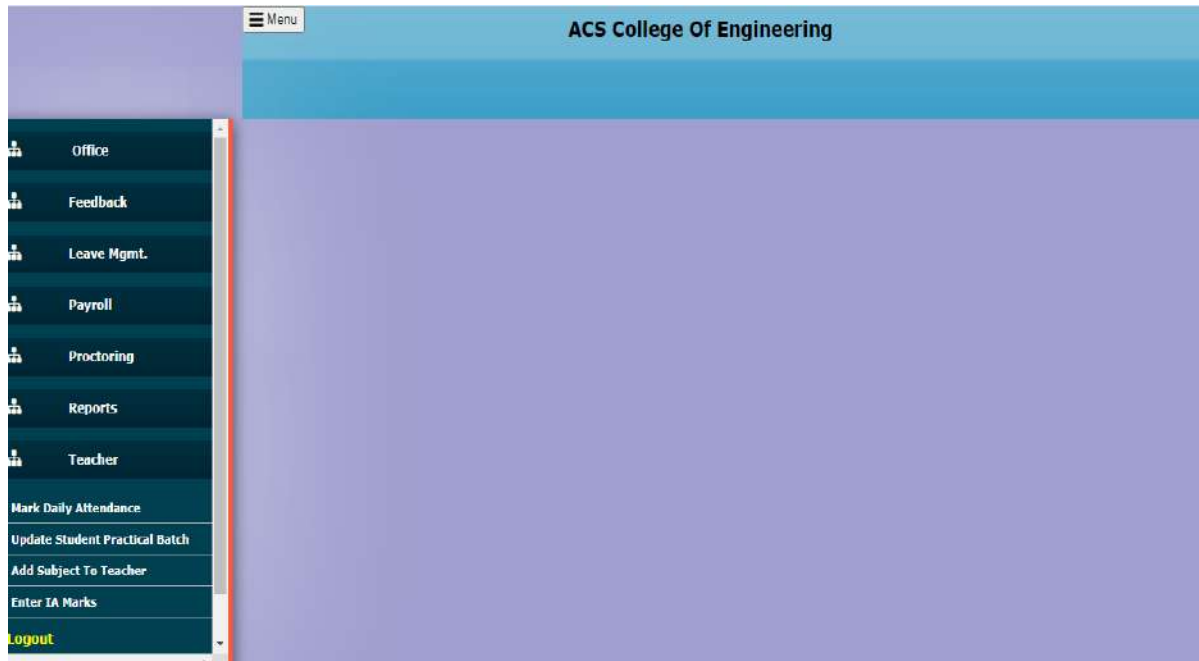 Menu
ACS College Of Engineering
Office
Feedback
Leave Mgmt.
Payroll
Proctoring
Reports
Teacher
Mark Daily Attendance
Update Student Practical Batch
Add Subject To Teacher
Enter IA Marks
Logout